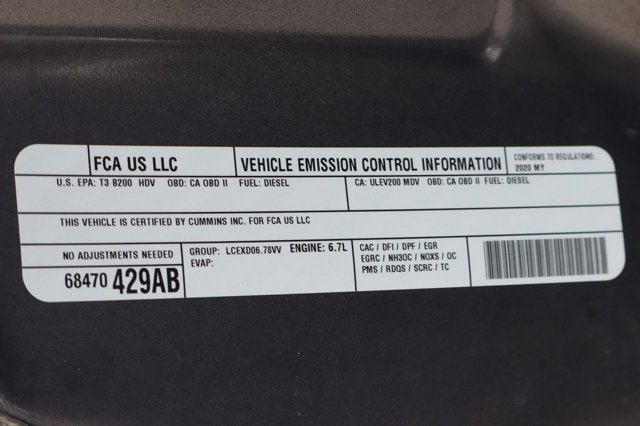 FCA US LLC
VEHICLE EMISSION CONTROL INFORMATION
CONFORMS TO REGULATIONS:
2020 MY
U.S. EPA: T3 B200 HDV OBD: CA OBD II FUEL: DIESEL
CA: ULEV200 MDV OBD: CA OBD II FUEL: DIESEL
THIS VEHICLE IS CERTIFIED BY CUMMINS INC. FOR FCA US LLC
NO ADJUSTMENTS NEEDED
68470 429AB
GROUP: LCEXD06.78VV ENGINE: 6.7L
EVAP:
CAC / DFI / DPF / EGR
EGRC / NH3OC / NOXS / OC
PMS / RDQS / SCRC / TC